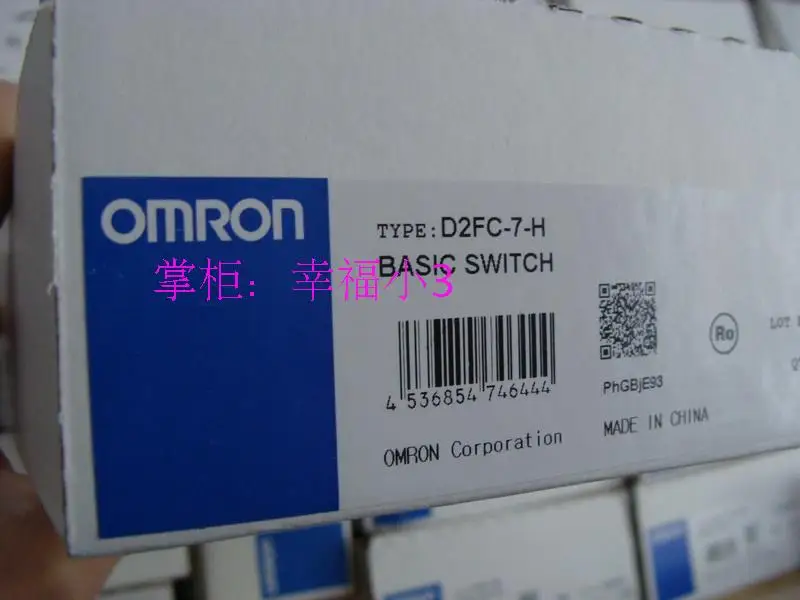 OMRON
TYPE: D2FC-7-H
BASIC SWITCH
掌柜: 幸福小3
4 536854 746444
PhGBjE93
Ro
LOT
OMRON Corporation
MADE IN CHINA